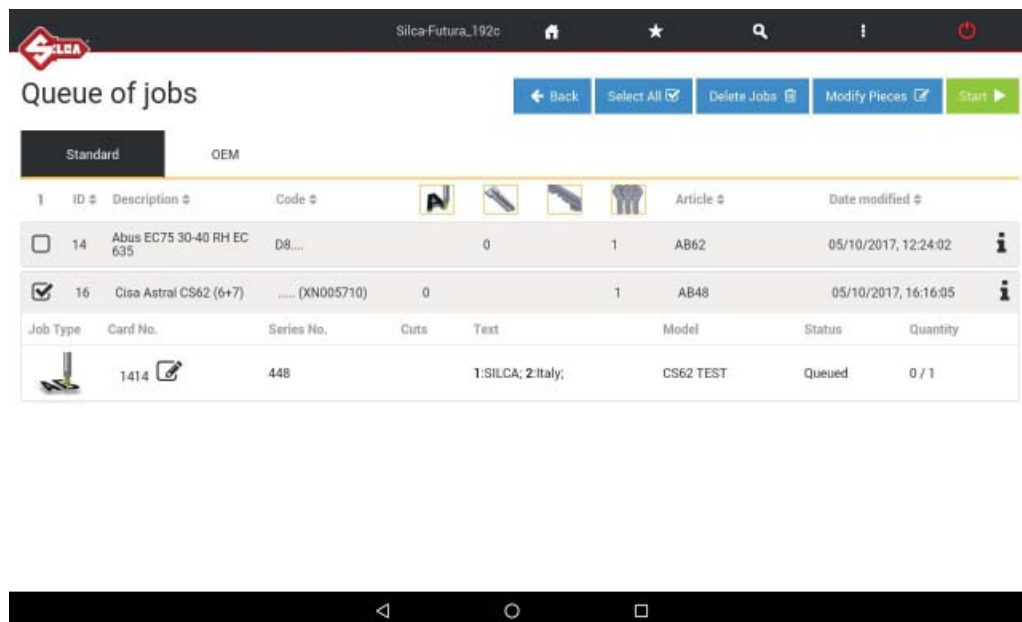 SILCA
Silca-Futura_192c
Queue of jobs
Back
Select All
Delete Jobs
Modify Pieces
Start
Standard
OEM
1 ID Description Code Article Date modified
14 Abus EC75 30-40 RH EC 635 D8.... 0 1 AB62 05/10/2017, 12:24:02
16 Cisa Astral CS62 (6+7) ..... (XN005710) 0 1 AB48 05/10/2017, 16:16:05
Job Type Card No. Series No. Cuts Text Model Status Quantity
1414 448 1:SILCA; 2:Italy; CS62 TEST Queued 0 / 1